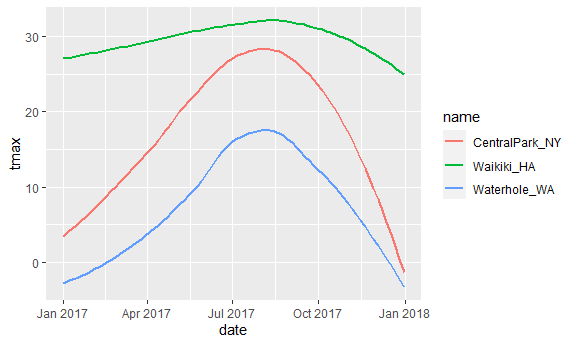 30
20
10
0
tmax
Jan 2017 Apr 2017 Jul 2017 Oct 2017 Jan 2018
date
name
CentralPark_NY
Waikiki_HA
Waterhole_WA